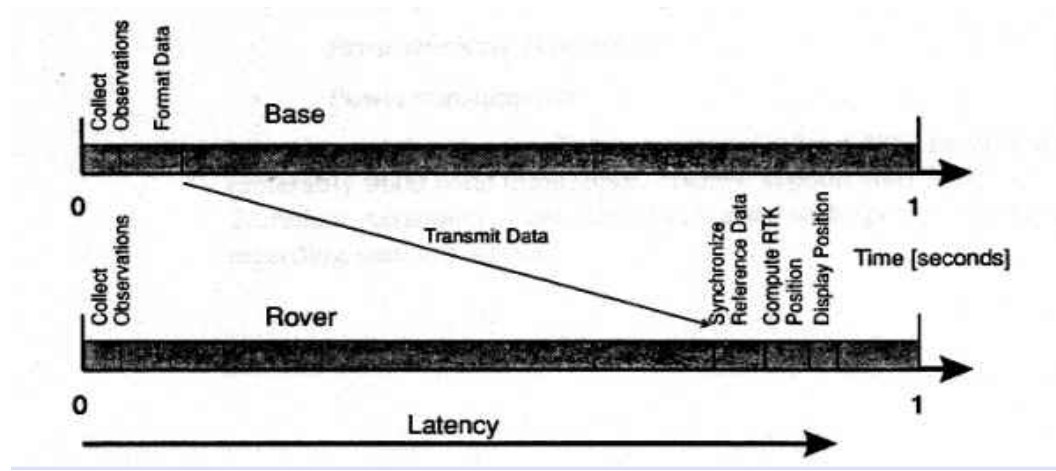 Collect
Observations
Format Data
Base
0
1
Transmit Data
Collect
Observations
Rover
Synchronize
Reference Data
Compute RTK
Position
Display Position
Time [seconds]
0
1
Latency